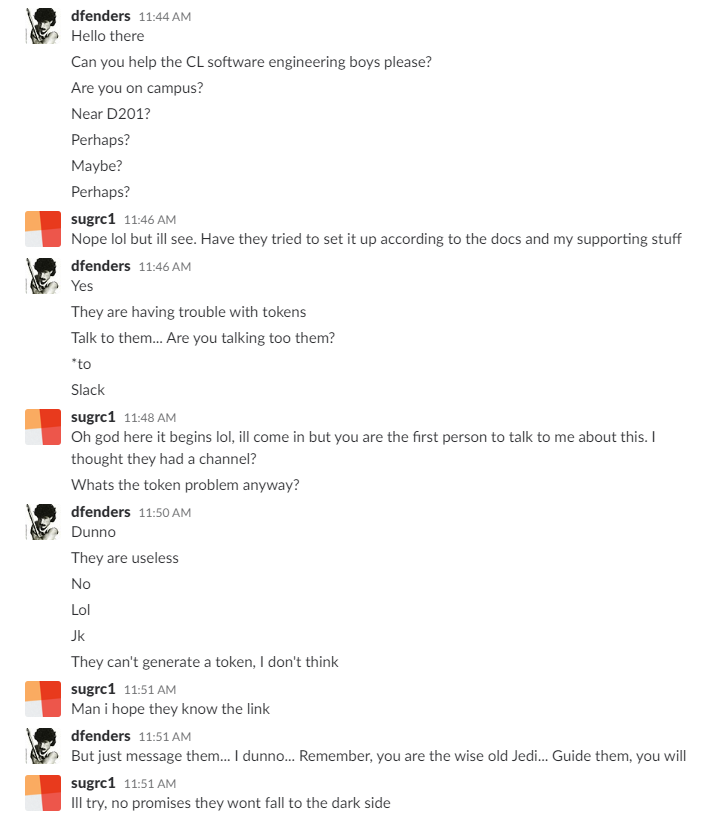 dfenders 11:44 AM
Hello there
Can you help the CL software engineering boys please?
Are you on campus?
Near D201?
Perhaps?
Maybe?
Perhaps?
sugrc1 11:46 AM
Nope lol but ill see. Have they tried to set it up according to the docs and my supporting stuff
dfenders 11:46 AM
Yes
They are having trouble with tokens
Talk to them... Are you talking too them?
*to
Slack
sugrc1 11:48 AM
Oh god here it begins lol, ill come in but you are the first person to talk to me about this. I
thought they had a channel?
Whats the token problem anyway?
dfenders 11:50 AM
Dunno
They are useless
No
Lol
Jk
They can't generate a token, I don't think
sugrc1 11:51 AM
Man i hope they know the link
dfenders 11:51 AM
But just message them... I dunno... Remember, you are the wise old Jedi... Guide them, you will
sugrc1 11:51 AM
Ill try, no promises they wont fall to the dark side